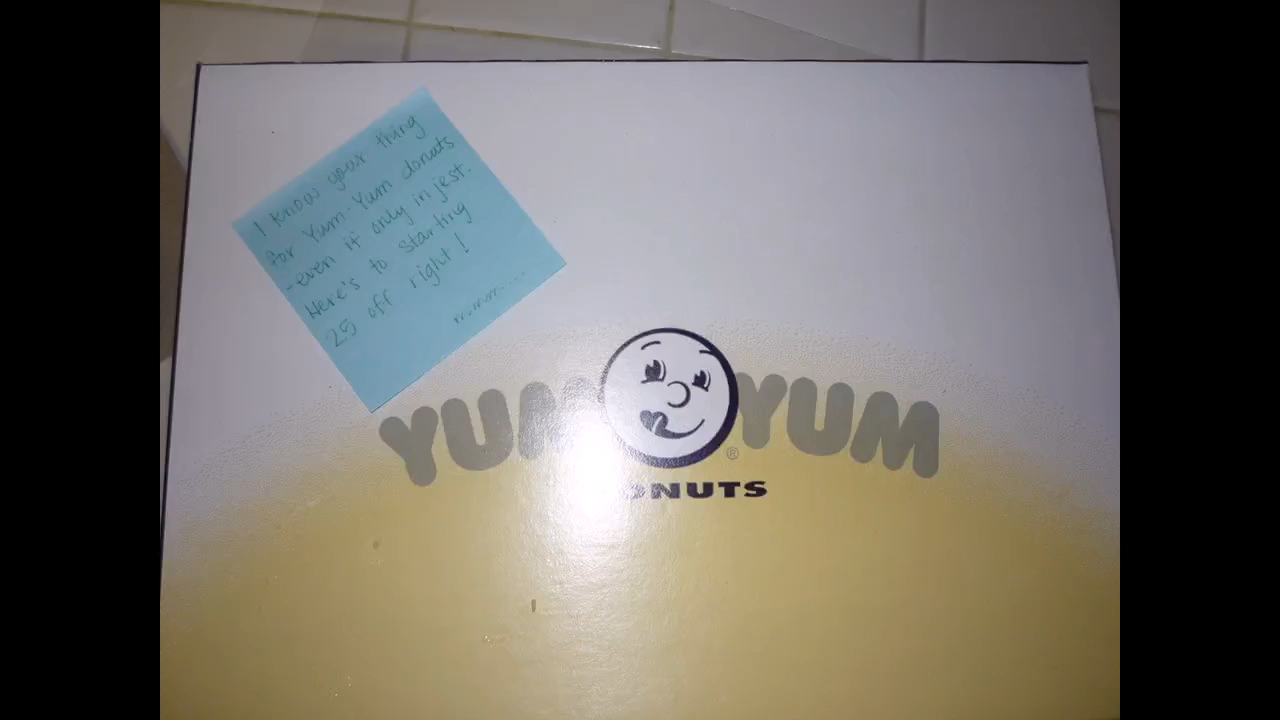 I know your thing
for Yum-Yum donuts
-even if only in jest.
Here's to starting
25 off right!
YUM YUM
®
DONUTS